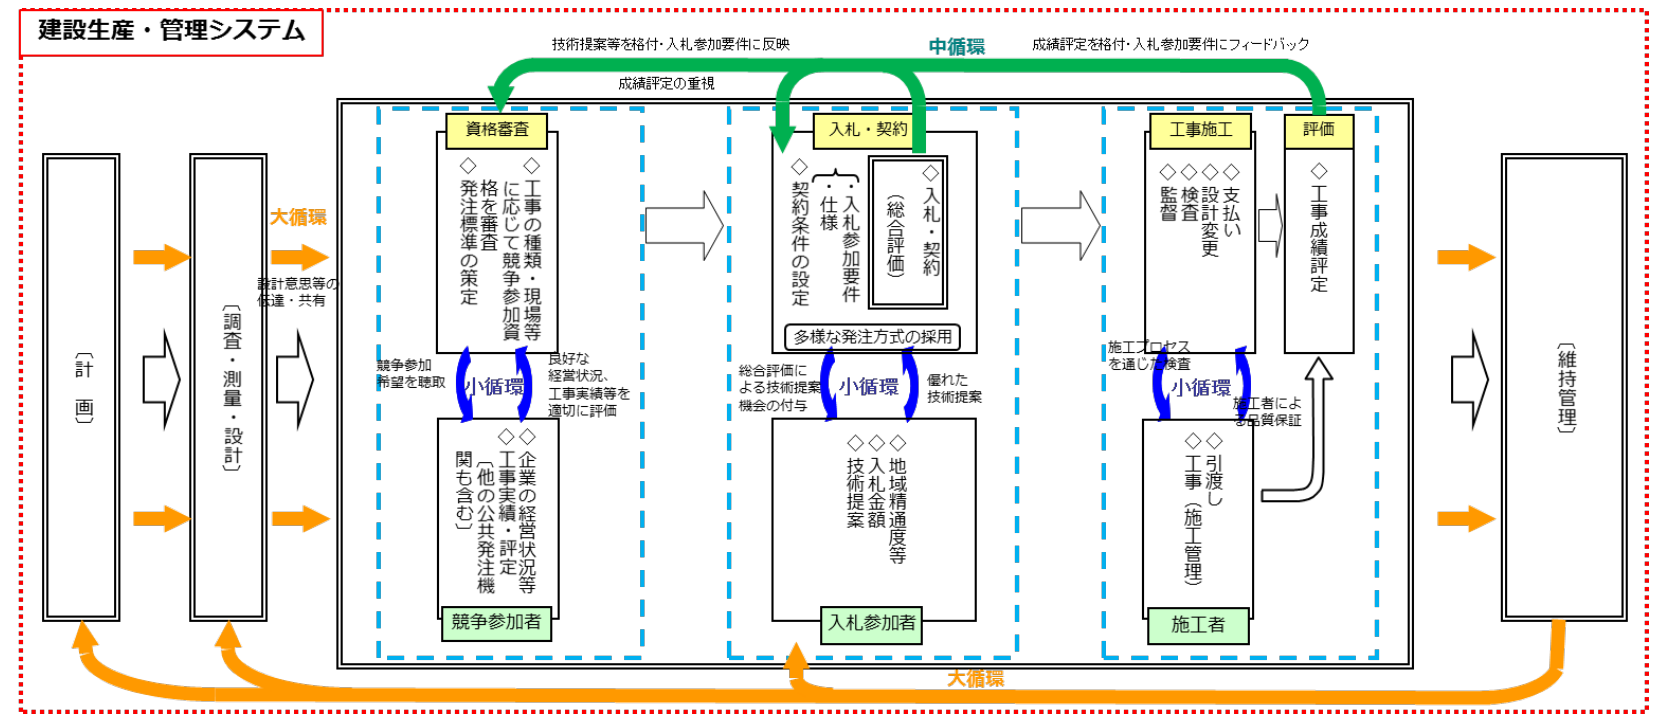 建設生産・管理システム
技術提案等を格付・入札参加要件に反映
中循環
成績評定を格付・入札参加要件にフィードバック
成績評定の重視
〔計　画〕
〔調査・測量・設計〕
大循環
設計意思等の
伝達・共有
資格審査
◇工事の種類・現場等
に応じて競争参加資
格を審査
◇発注標準の策定
競争参加
希望を聴取
小循環
良好な
経営状況、
工事実績等を
適切に評価
◇企業の経営状況等
◇工事実績・評定
〔他の公共発注機
関も含む〕
競争参加者
入札・契約
◇入札・契約
（総合評価）
・入札参加要件
・仕様
◇契約条件の設定
多様な発注方式の採用
総合評価に
よる技術提案
機会の付与
小循環
優れた
技術提案
◇地域精通度等
◇入札金額
◇技術提案
入札参加者
工事施工
◇支払い
◇設計変更
◇検査
◇監督
評価
◇工事成績評定
施工プロセス
を通じた検査
小循環
施工者によ
る品質保証
◇引渡し
◇工事（施工管理）
施工者
〔維持管理〕
大循環